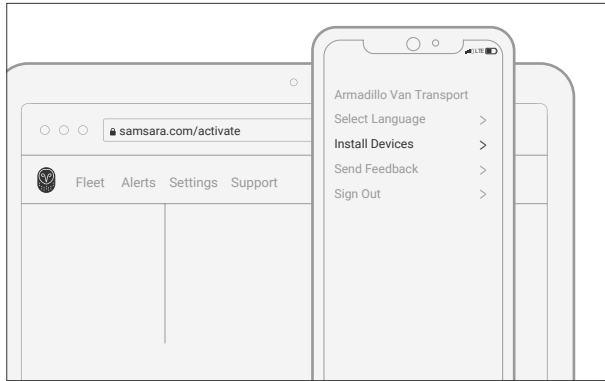 LTE
Armadillo Van Transport
Select Language
Install Devices
Send Feedback
Sign Out
samsara.com/activate
Fleet Alerts Settings Support